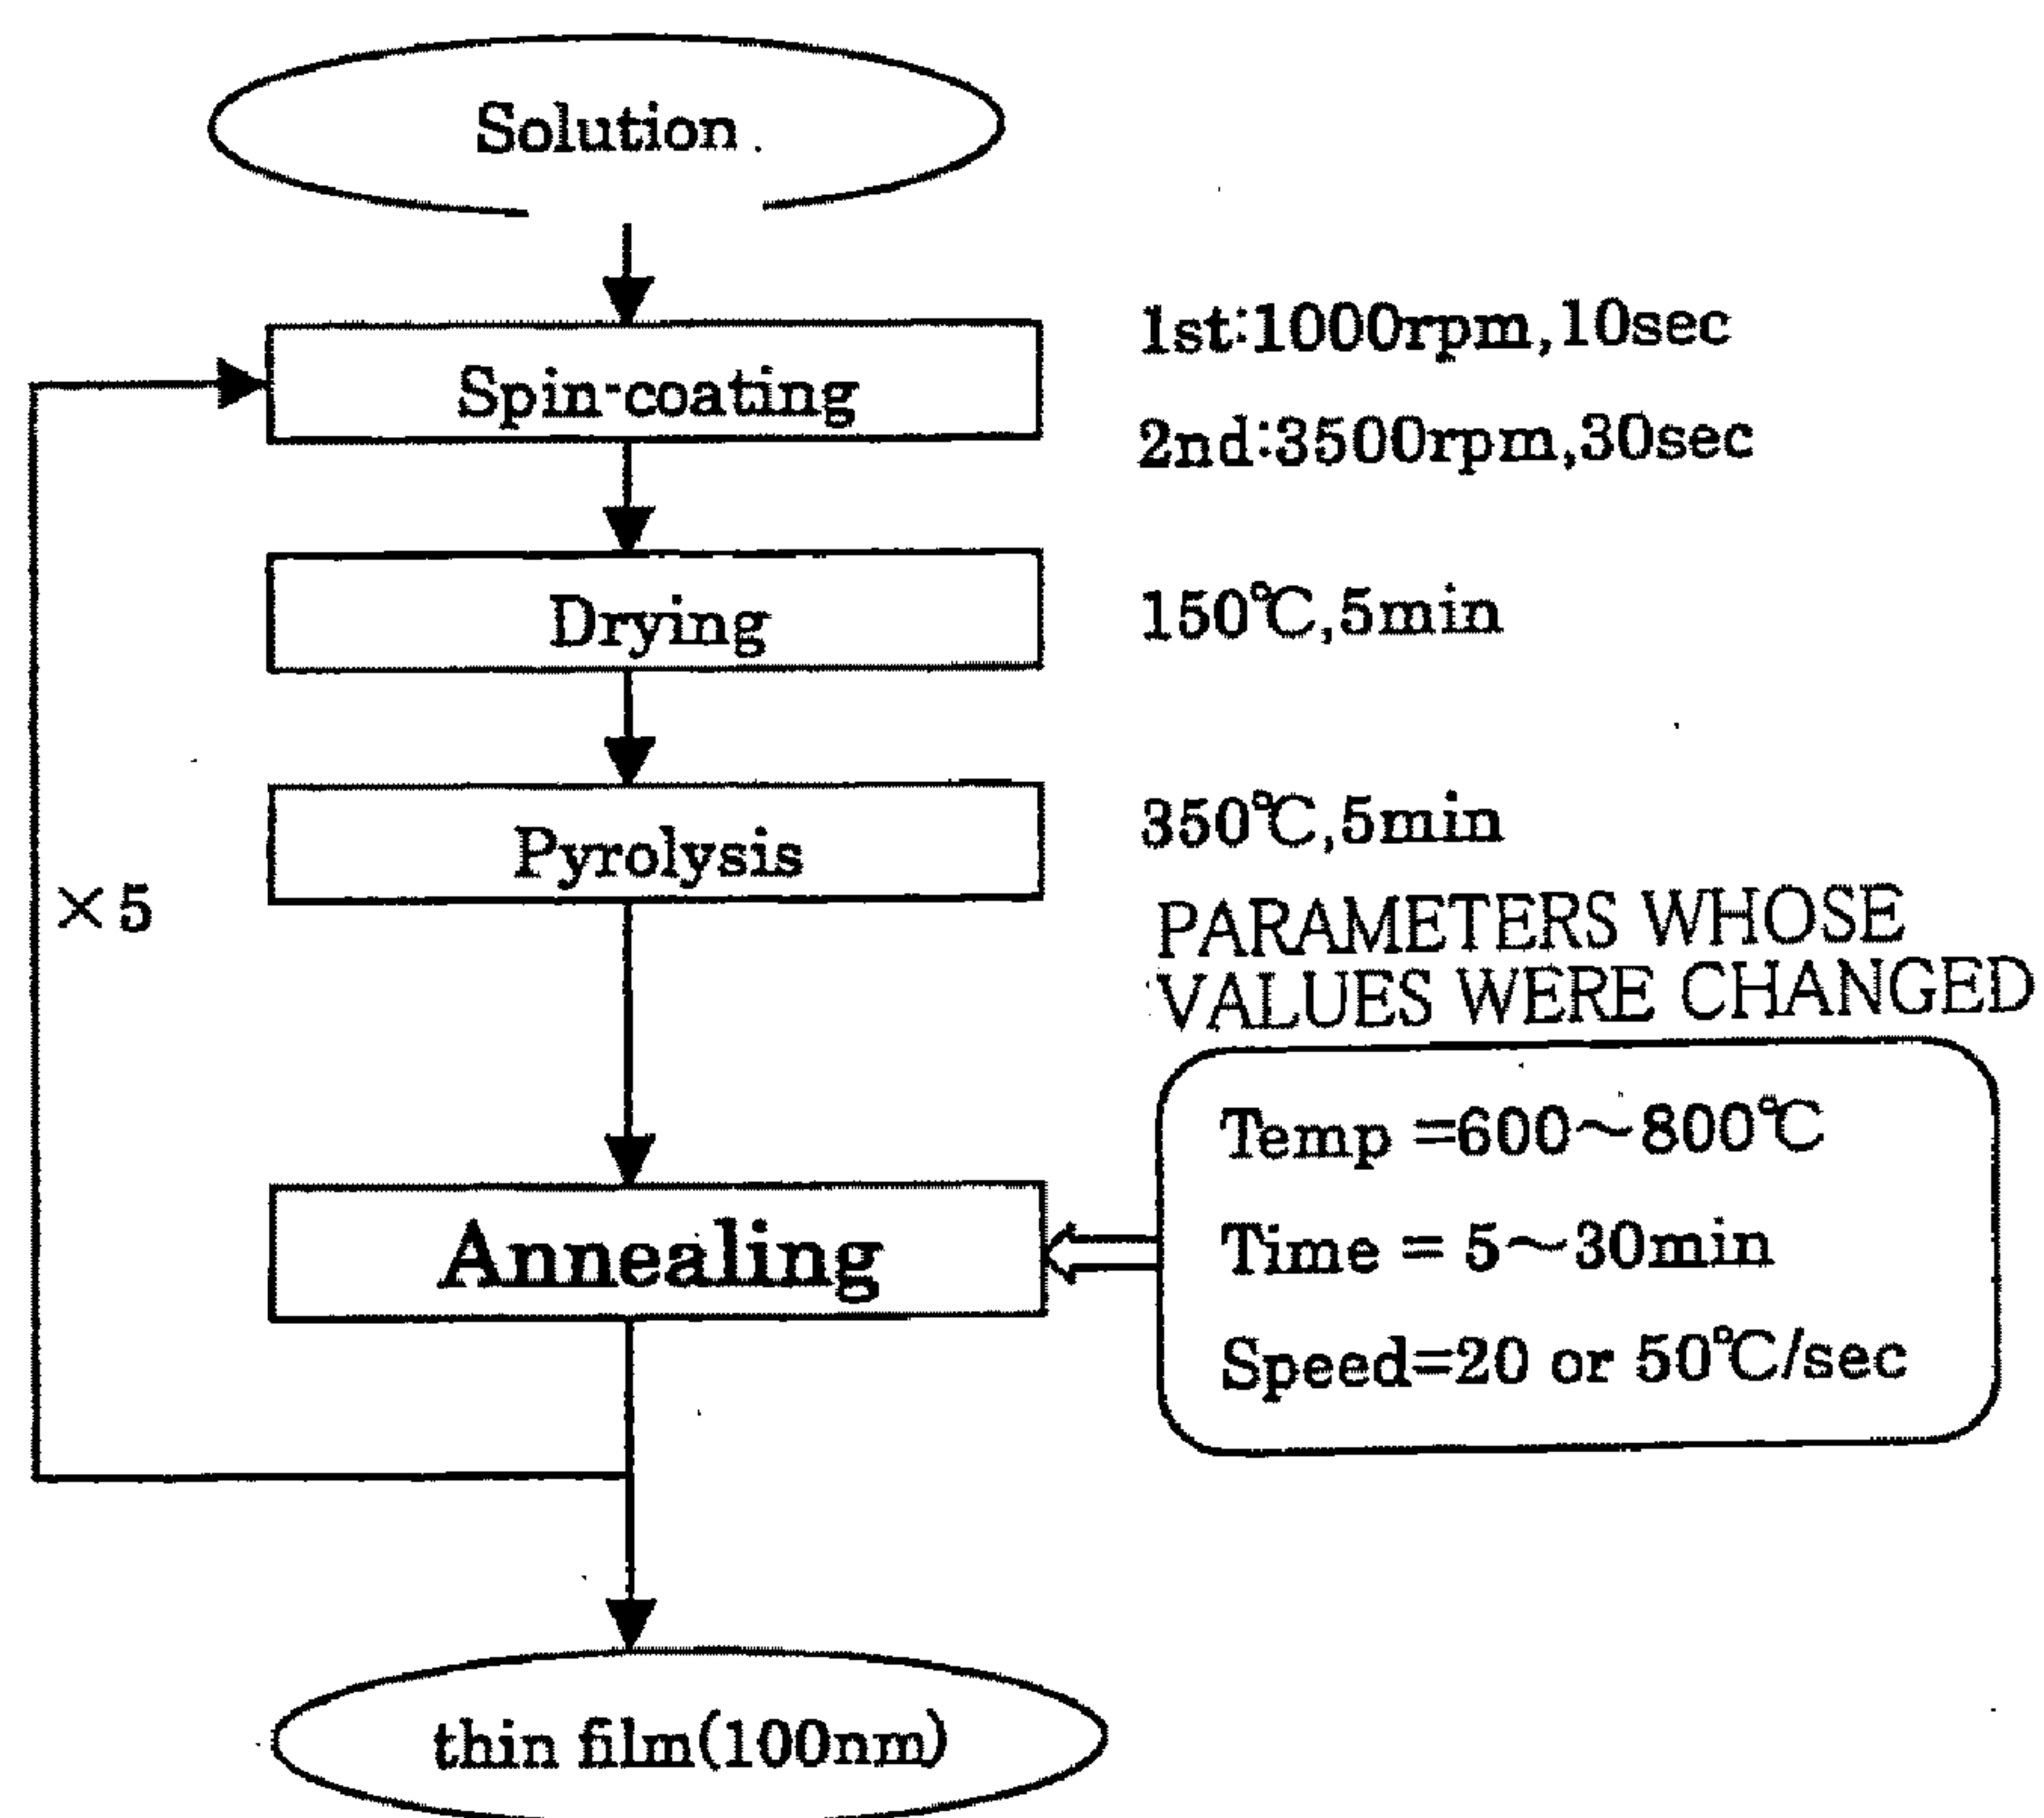 Solution
Spin-coating
1st:1000rpm,10sec
2nd:3500rpm,30sec
Drying
150℃,5min
Pyrolysis
350℃,5min
×5
PARAMETERS WHOSE
VALUES WERE CHANGED
Annealing
Temp =600～800℃
Time = 5～30min
Speed=20 or 50℃/sec
thin film(100nm)